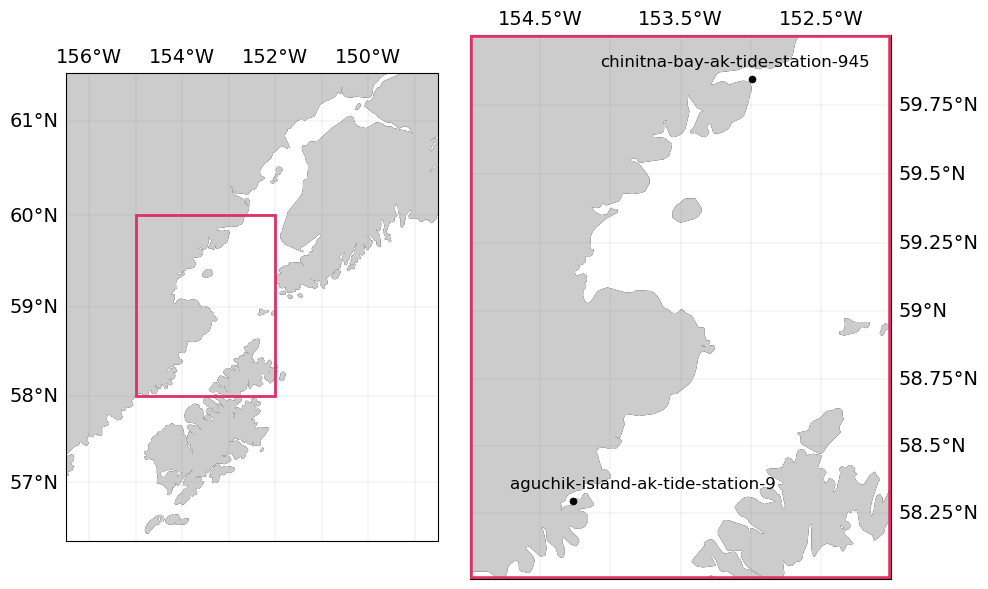 154.5°W 153.5°W 152.5°W
156°W 154°W 152°W 150°W
chinitna-bay-ak-tide-station-945
61°N
59.75°N
59.5°N
60°N
59.25°N
59°N
59°N
58.75°N
58°N
58.5°N
aguchik-island-ak-tide-station-9
57°N
58.25°N